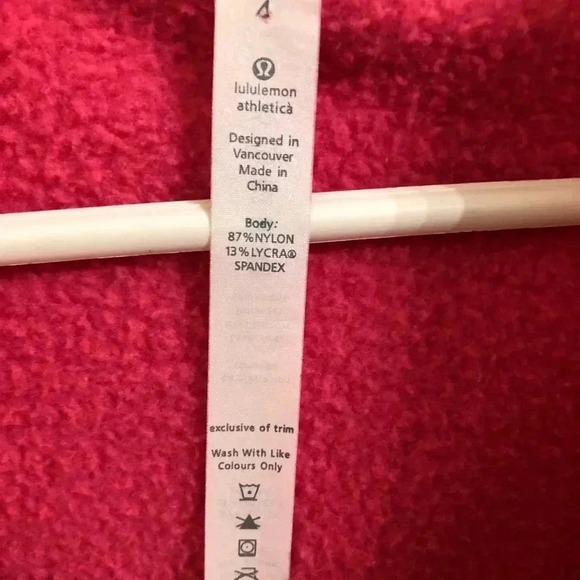 4
lululemon
athletica
Designed in
Vancouver
Made in
China
Body:
87%NYLON
13%LYCRA®
SPANDEX
exclusive of trim
Wash With Like
Colours Only